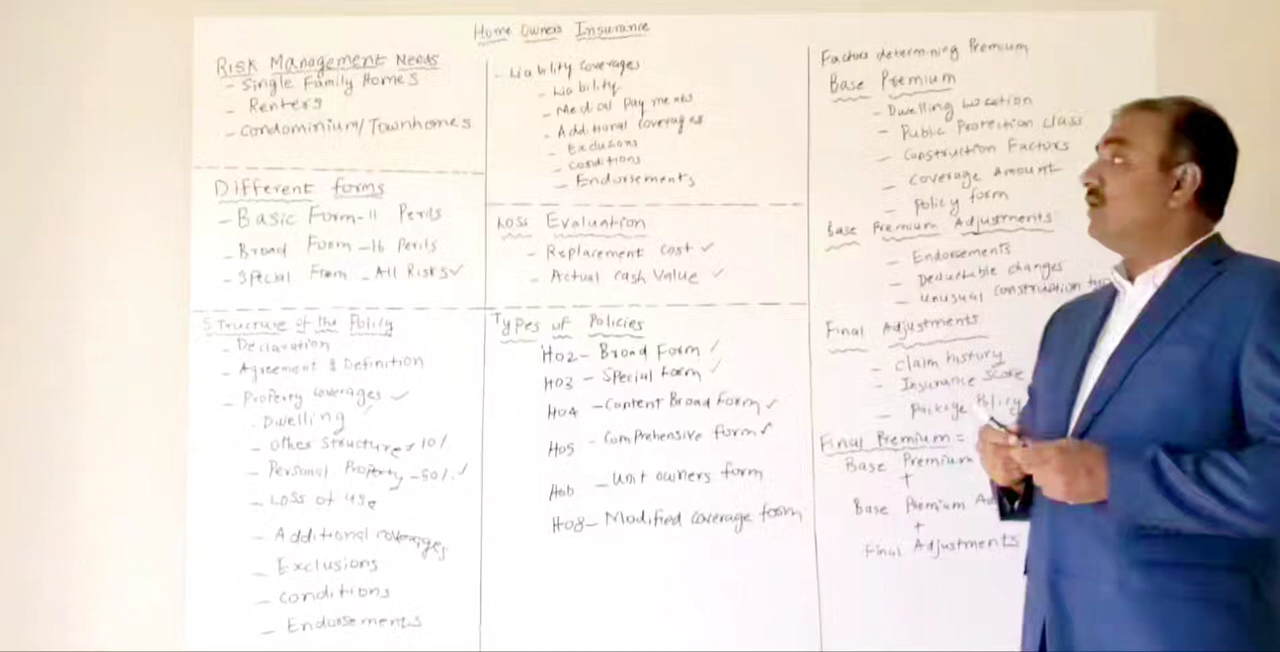 Home Owners Insurance
Risk Management Needs
- Single Family Homes
- Renters
- Condominium/Townhomes
Different forms
- Basic Form - 11 Perils
- Broad Form - 16 Perils
- Special From - All Risks ✓
Structure of the Policy
- Declaration
- Agreement & Definition
- Property coverages ✓
- Dwelling ✓
- Other Structures 10%
- Personal Property - 50%. ✓
- Loss of use
- Additional coverages
- Exclusions
- Conditions
- Endorsements
- Liability Coverages
- Liability
- Medical Payments
- Additional Coverages
- Exclusions
- Conditions
- Endorsements
Loss Evaluation
- Replacement Cost ✓
- Actual cash Value ✓
Types of Policies
HO2 - Broad Form ✓
HO3 - Special form ✓
HO4 - Content Broad Form ✓
HO5 - Comprehensive form ✓
HO6 - Unit owners form
HO8 - Modified coverage form
Factors determining Premium
Base Premium
- Dwelling Location
- Public Protection class
- Construction Factors
- Coverage amount
- Policy form
Base Premium Adjustments
- Endorsements
- Deductable changes
- Unusual Construction
Final Adjustments
- Claim history
- Insurance Score
- Package Policy
Final Premium =
Base Premium
+
Base Premium
+
Final Adjustments